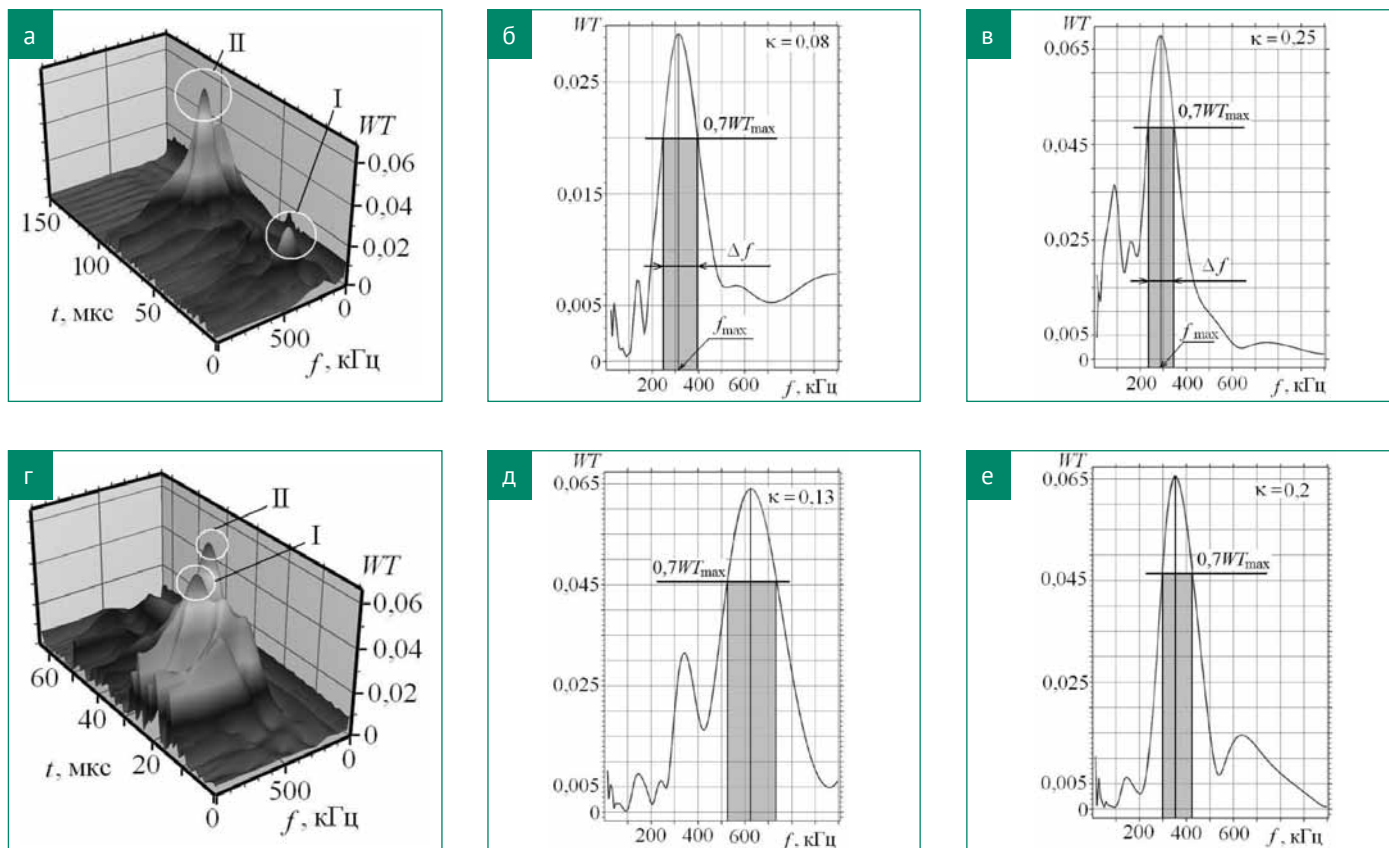 а
II
I
WT
0,06
0,04
0,02
0
150
100
50
0
t, мкс
500
0
f, кГц
б
WT
κ = 0,08
0,025
0,7WTmax
0,015
Δf
0,005
fmax
0
200 400 600
f, кГц
в
WT
κ = 0,25
0,065
0,7WTmax
0,045
0,025
Δf
0,005
fmax
0
200 400 600
f, кГц
г
II
I
WT
0,06
0,04
0,02
0
60
40
20
0
t, мкс
500
0
f, кГц
д
WT
0,065
κ = 0,13
0,7WTmax
0,045
0,025
0,005
0
200 400 600
f, кГц
е
WT
0,065
κ = 0,2
0,7WTmax
0,045
0,025
0,005
0
200 400 600
f, кГц